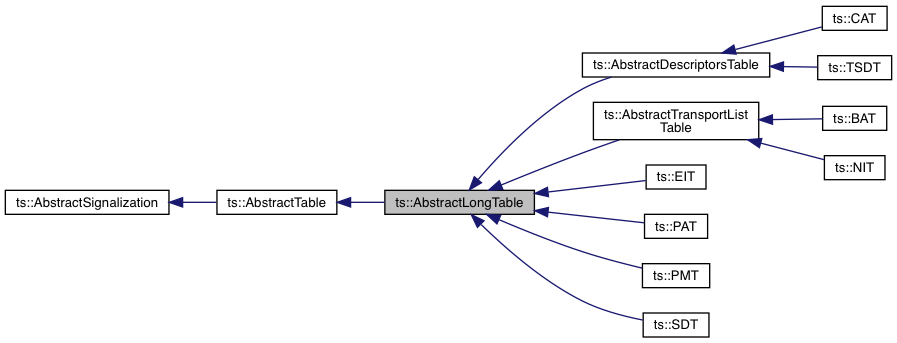 ts::CAT
ts::AbstractDescriptorsTable
ts::TSDT
ts::AbstractTransportList
Table
ts::BAT
ts::NIT
ts::EIT
ts::AbstractSignalization
ts::AbstractTable
ts::AbstractLongTable
ts::PAT
ts::PMT
ts::SDT